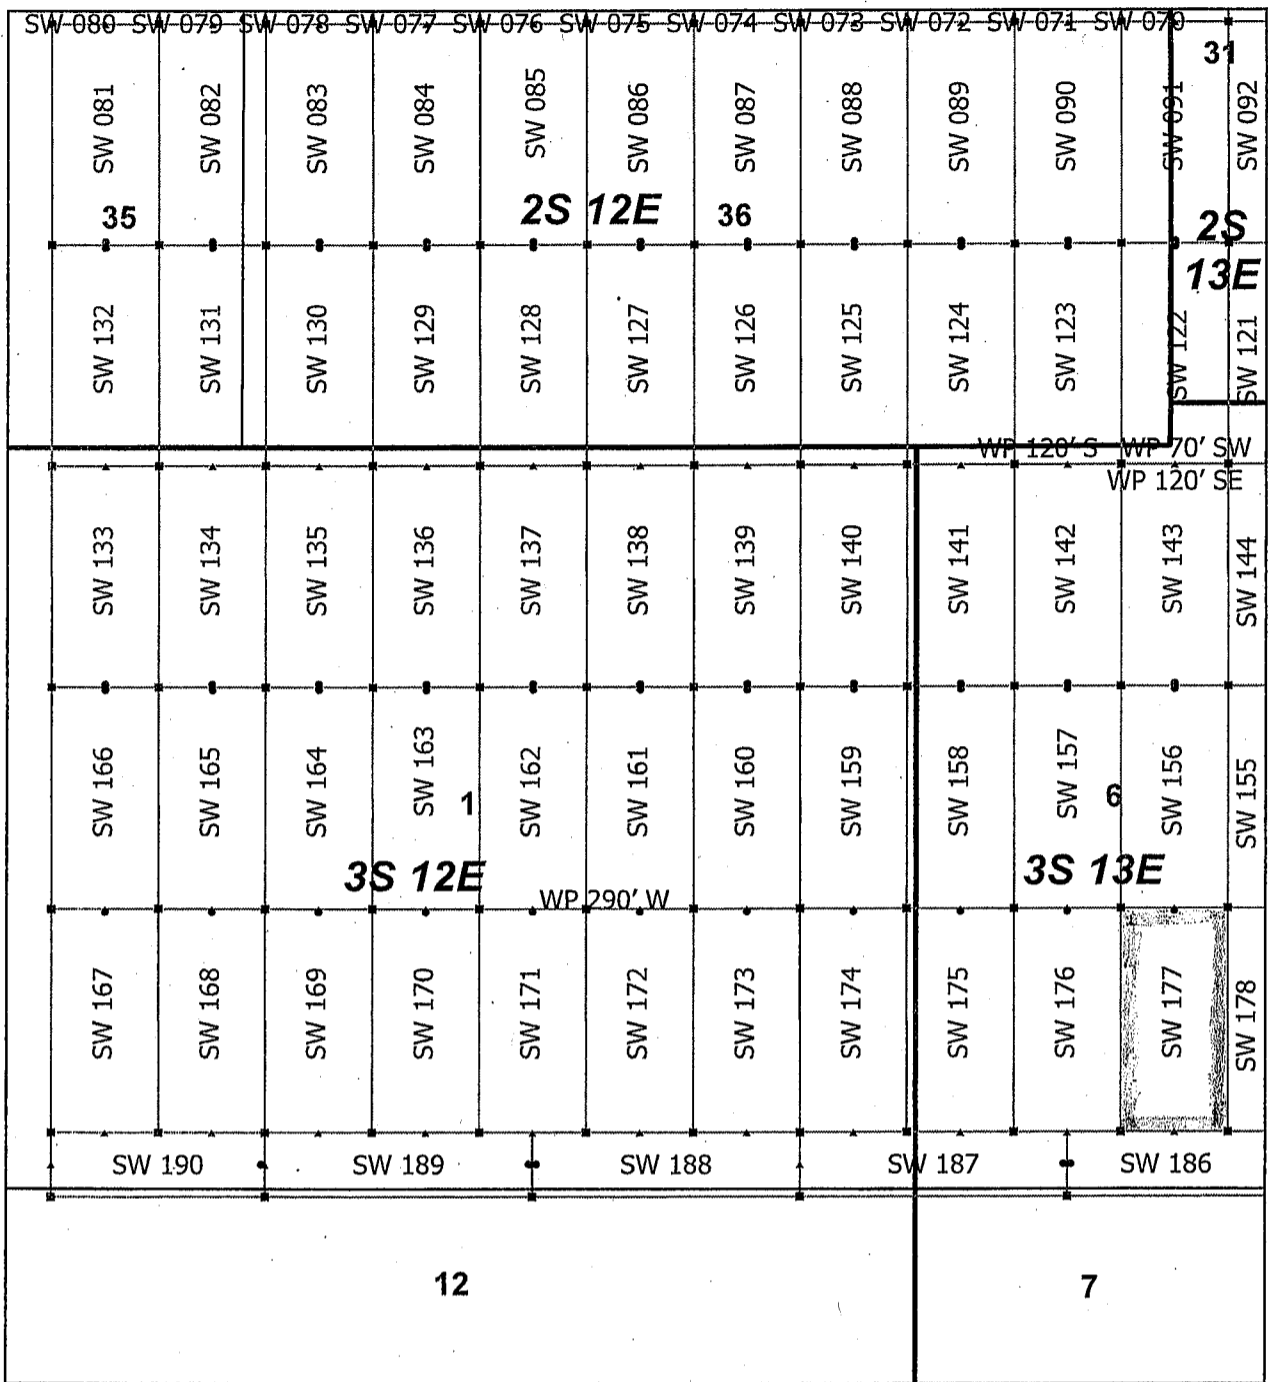 SW 080 SW 079 SW 078 SW 077 SW 076 SW 075 SW 074 SW 073 SW 072 SW 071 SW 070
31
SW 081 SW 082 SW 083 SW 084 SW 085 SW 086 SW 087 SW 088 SW 089 SW 090 SW 091 SW 092
35 2S 12E 36 2S
13E
SW 132 SW 131 SW 130 SW 129 SW 128 SW 127 SW 126 SW 125 SW 124 SW 123 SW 122 SW 121
WP 120' S WP 70' SW
WP 120' SE
SW 133 SW 134 SW 135 SW 136 SW 137 SW 138 SW 139 SW 140 SW 141 SW 142 SW 143 SW 144
SW 166 SW 165 SW 164 SW 163 SW 162 SW 161 SW 160 SW 159 SW 158 SW 157 SW 156 SW 155
1 6
3S 12E 3S 13E
WP 290' W
SW 167 SW 168 SW 169 SW 170 SW 171 SW 172 SW 173 SW 174 SW 175 SW 176 SW 177 SW 178
SW 190 SW 189 SW 188 SW 187 SW 186
12 7